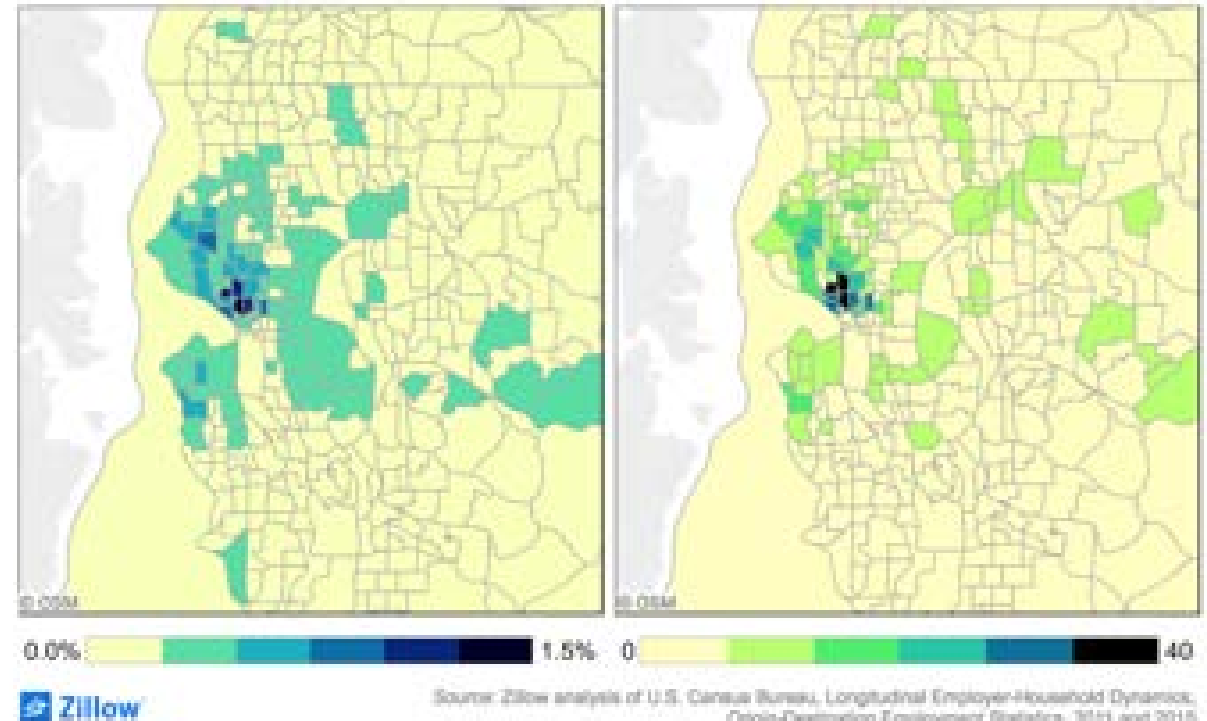 © OSM
© OSM
0.0%
1.5%
0
40
Zillow
Source: Zillow analysis of U.S. Census Bureau, Longitudinal Employer-Household Dynamics,
Origin-Destination Employment Statistics, and 2015